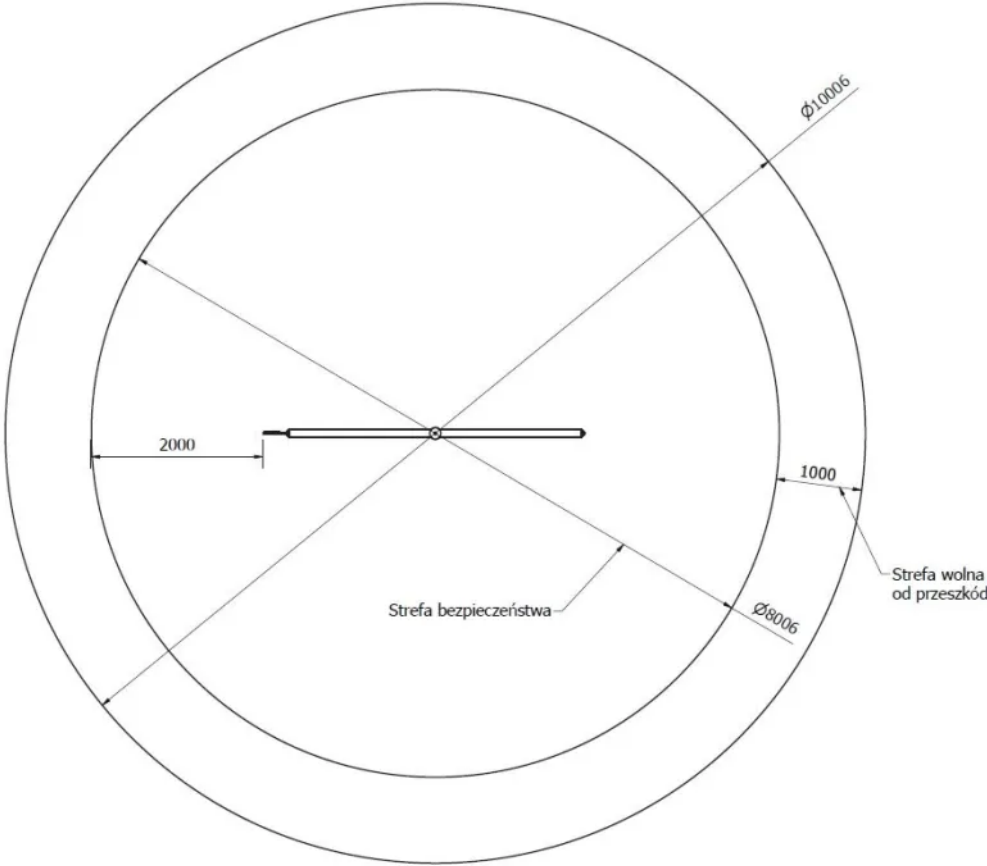 Ø10006
2000
1000
Strefa wolna
od przeszkód
Strefa bezpieczeństwa
Ø8006